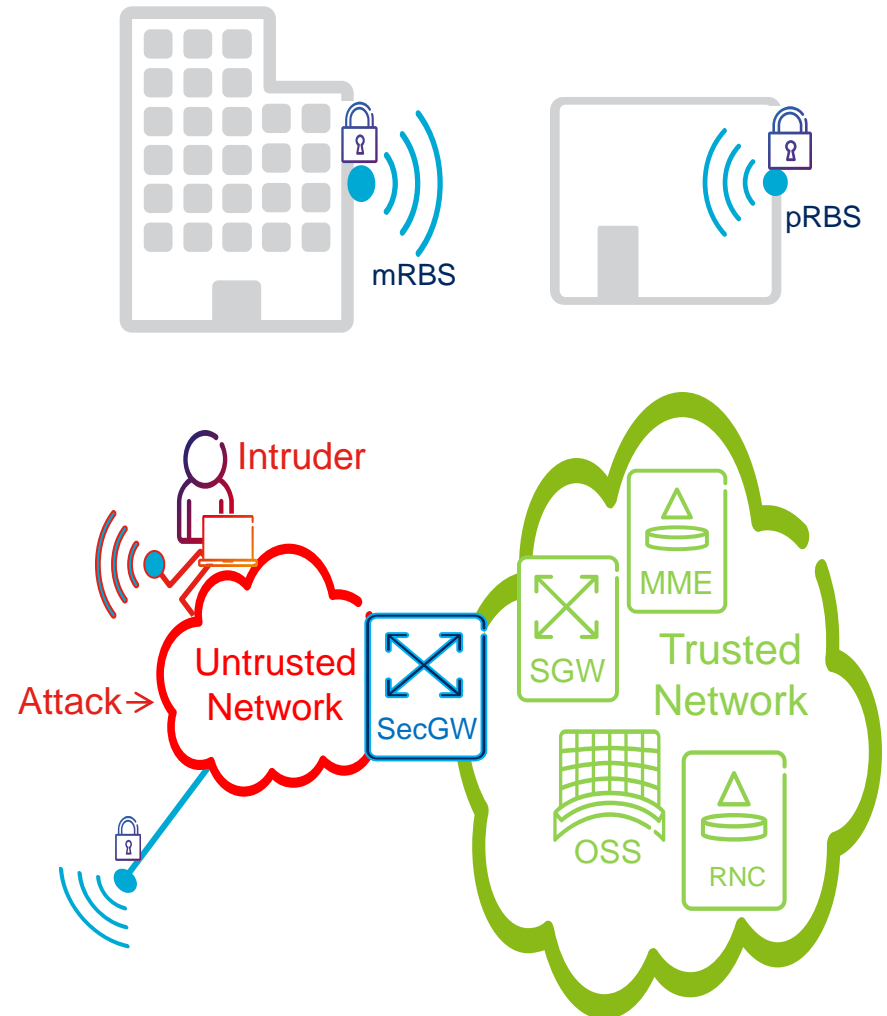 mRBS
pRBS
Intruder
MME
SGW
Trusted
Network
Untrusted
Network
Attack
SecGW
OSS
RNC